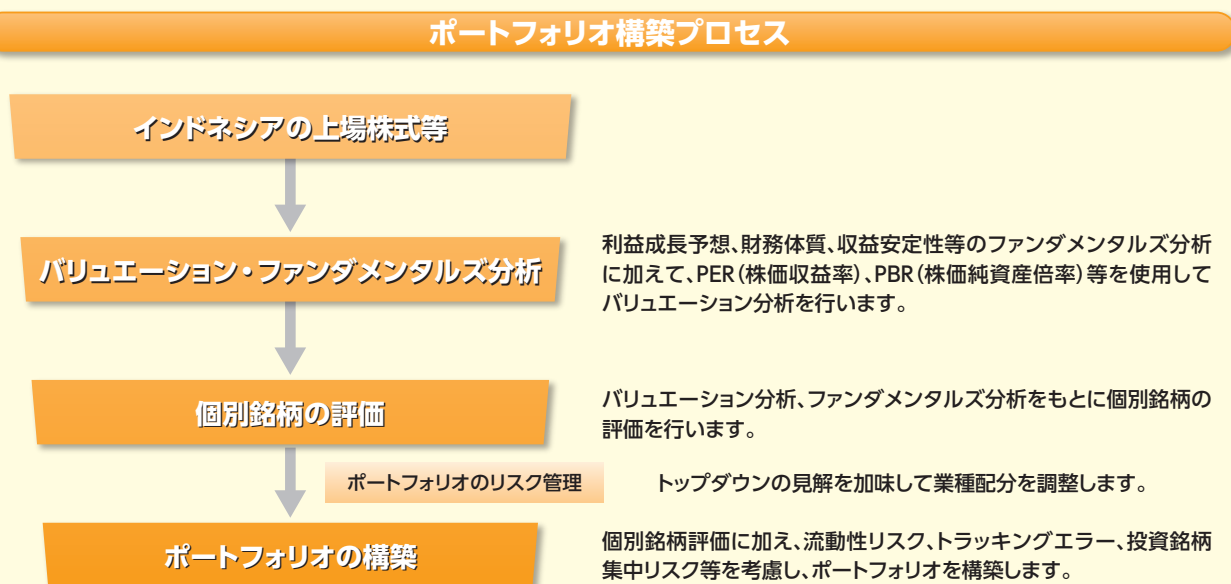 ポートフォリオ構築プロセス
インドネシアの上場株式等
バリュエーション・ファンダメンタルズ分析
利益成長予想、財務体質、収益安定性等のファンダメンタルズ分析
に加えて、PER(株価収益率)、PBR(株価純資産倍率)等を使用して
バリュエーション分析を行います。
個別銘柄の評価
バリュエーション分析、ファンダメンタルズ分析をもとに個別銘柄の
評価を行います。
ポートフォリオのリスク管理
トップダウンの見解を加味して業種配分を調整します。
ポートフォリオの構築
個別銘柄評価に加え、流動性リスク、トラッキングエラー、投資銘柄
集中リスク等を考慮し、ポートフォリオを構築します。